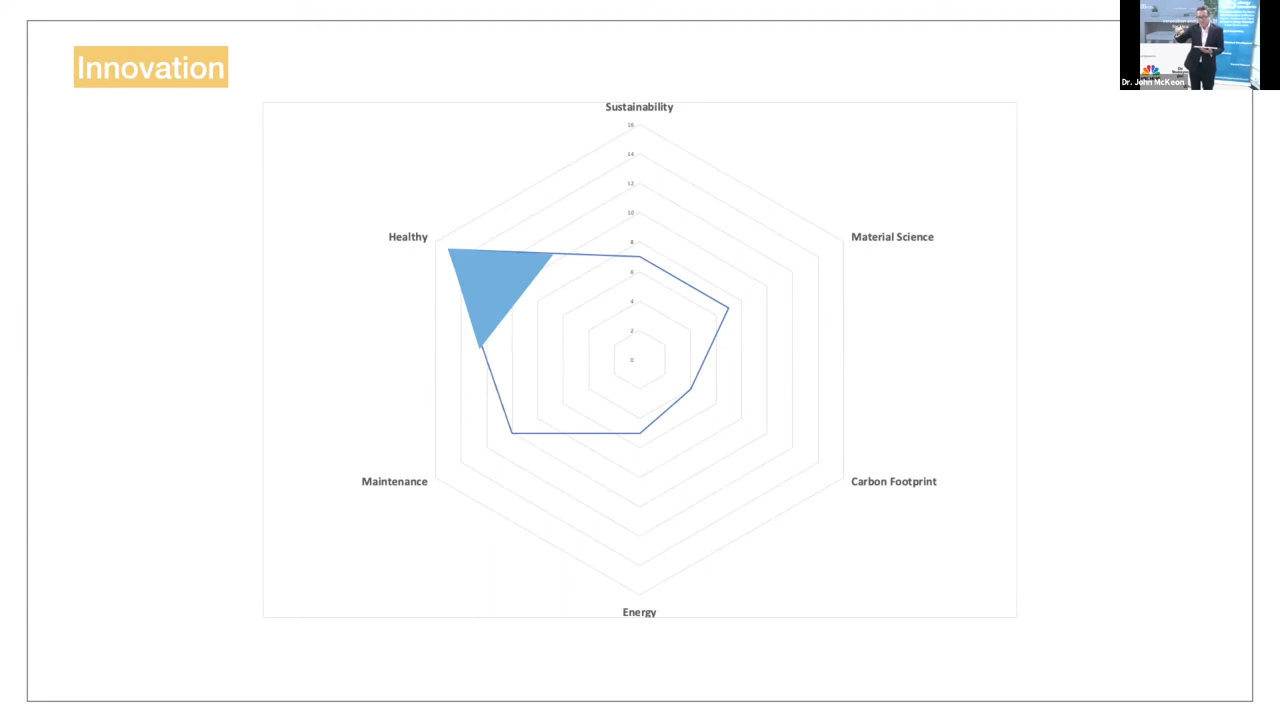 Innovation
Dr. John McKeon
Sustainability
16
14
12
10
8
6
4
2
0
Healthy
Material Science
Maintenance
Carbon Footprint
Energy